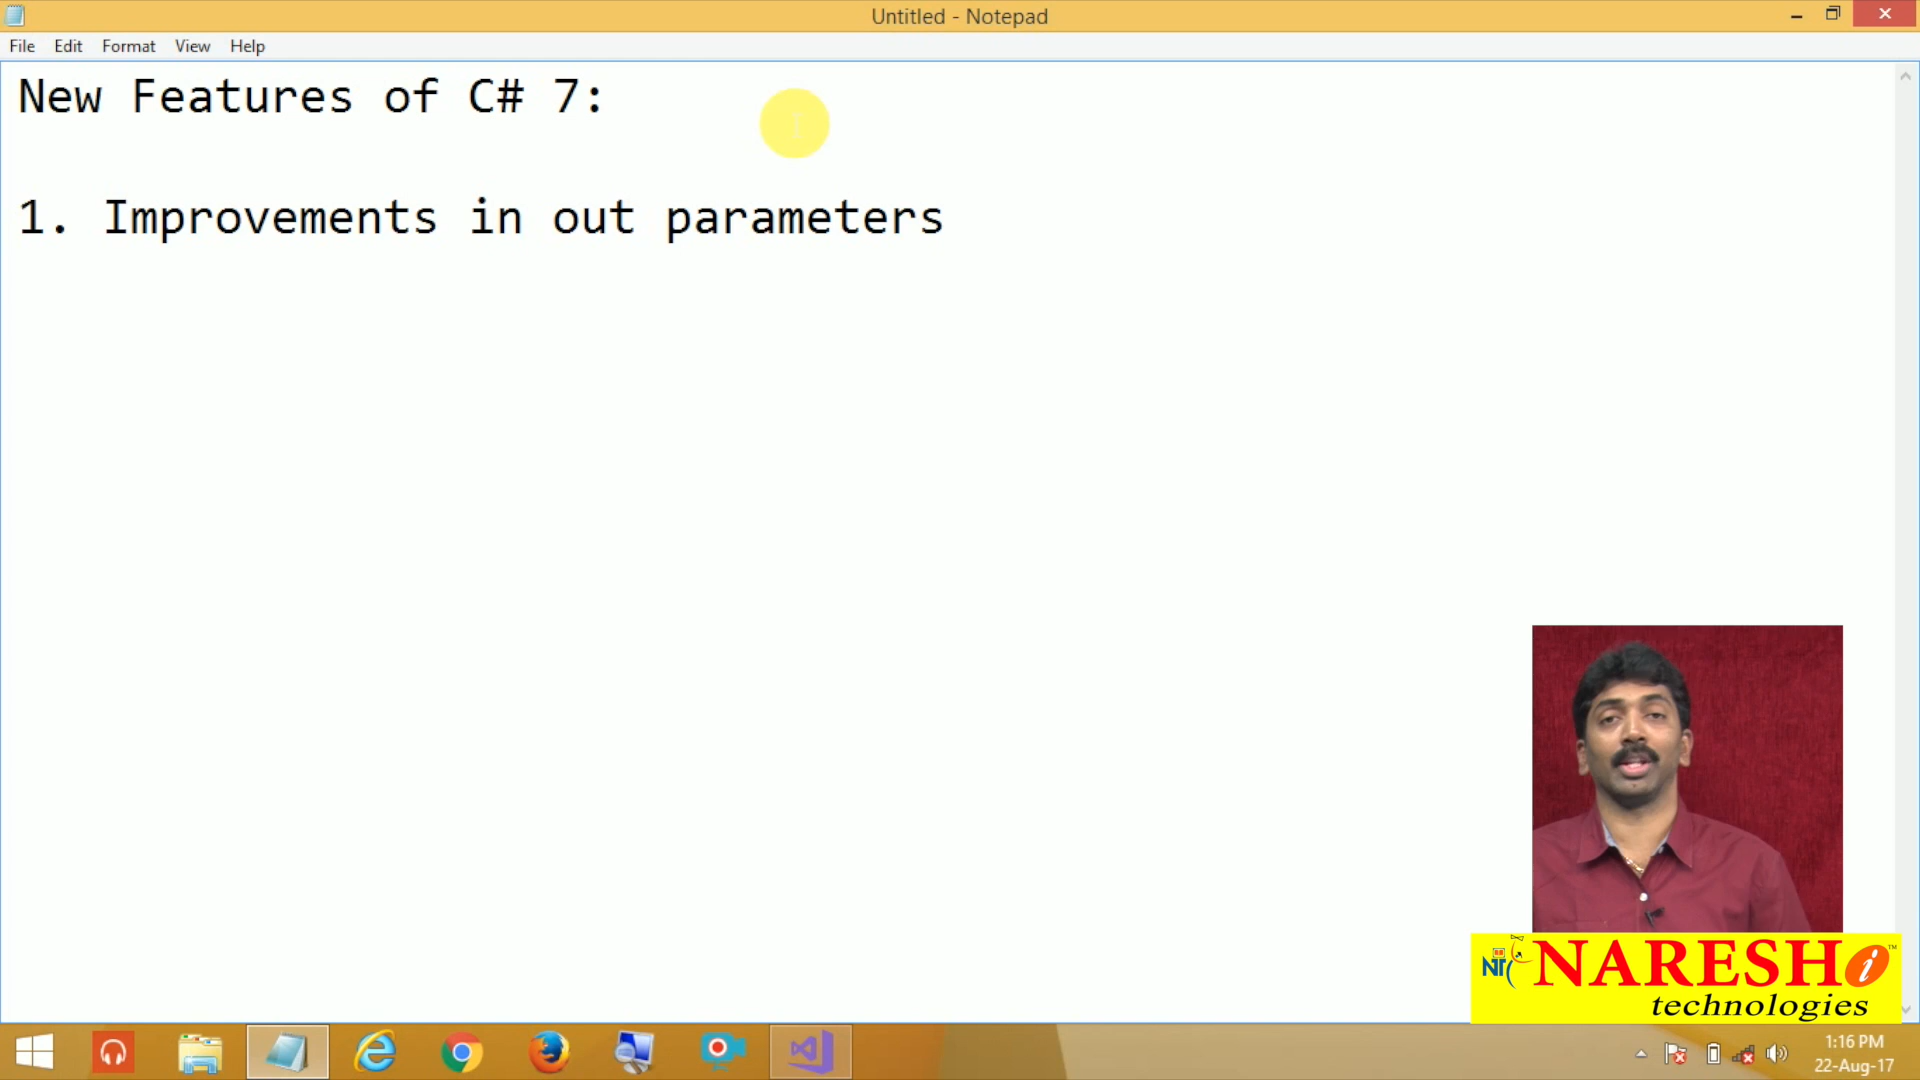 Untitled - Notepad
File Edit Format View Help
New Features of C# 7:
1. Improvements in out parameters
NARESH i ™
technologies
1:16 PM
22-Aug-17